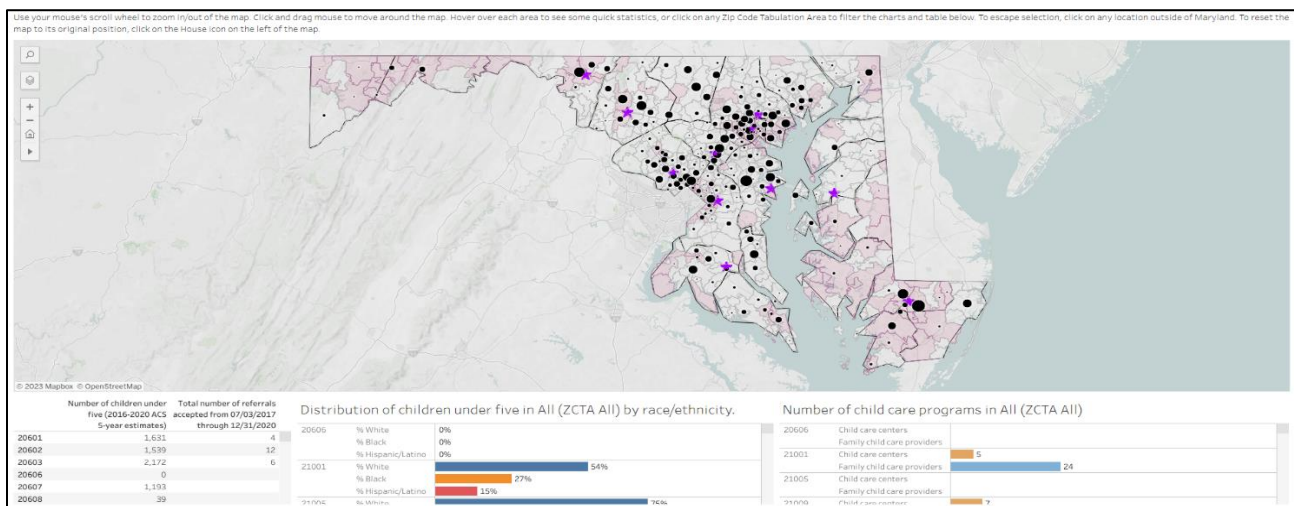 Use your mouse's scroll wheel to zoom in/out of the map. Click and drag mouse to move around the map. Hover over each area to see some quick statistics, or click on any Zip Code Tabulation Area to filter the charts and table below. To escape selection, click on any location outside of Maryland. To reset the
map to its original position, click on the House icon on the left of the map.
© 2023 Mapbox © OpenStreetMap
Number of children under five (2016-2020 ACS 5-year estimates)
Total number of referrals accepted from 07/03/2017 through 12/31/2020
20601 1,631 4
20602 1,539 12
20603 2,172 6
20606 0
20607 1,193
20608 39
Distribution of children under five in All (ZCTA All) by race/ethnicity.
20606 % White 0%
% Black 0%
% Hispanic/Latino 0%
21001 % White 54%
% Black 27%
% Hispanic/Latino 15%
21005 % White 75%
Number of child care programs in All (ZCTA All)
20606 Child care centers
Family child care providers
21001 Child care centers 5
Family child care providers 24
21005 Child care centers
Family child care providers
21009 Child care centers 7